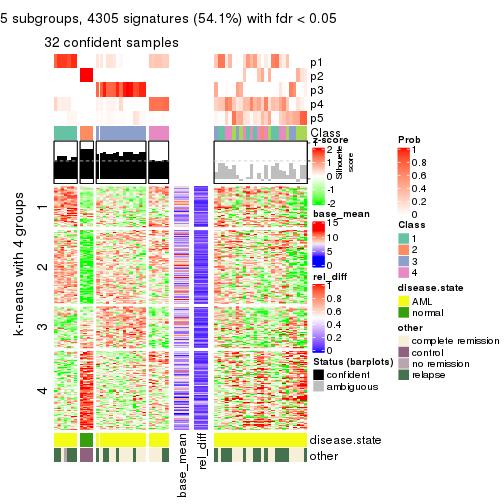 5 subgroups, 4305 signatures (54.1%) with fdr < 0.05
32 confident samples
p1
p2
p3
p4
p5
Class
Silhouette
score
k-means with 4 groups
1
2
3
4
z-score
2
1
0
-1
-2
base_mean
15
10
5
0
rel_diff
1
0.8
0.6
0.4
0.2
0
Status (barplots)
confident
ambiguous
Prob
1
0.8
0.6
0.4
0.2
0
Class
1
2
3
4
disease.state
AML
normal
other
complete remission
control
no remission
relapse
disease.state
other
base_mean
rel_diff